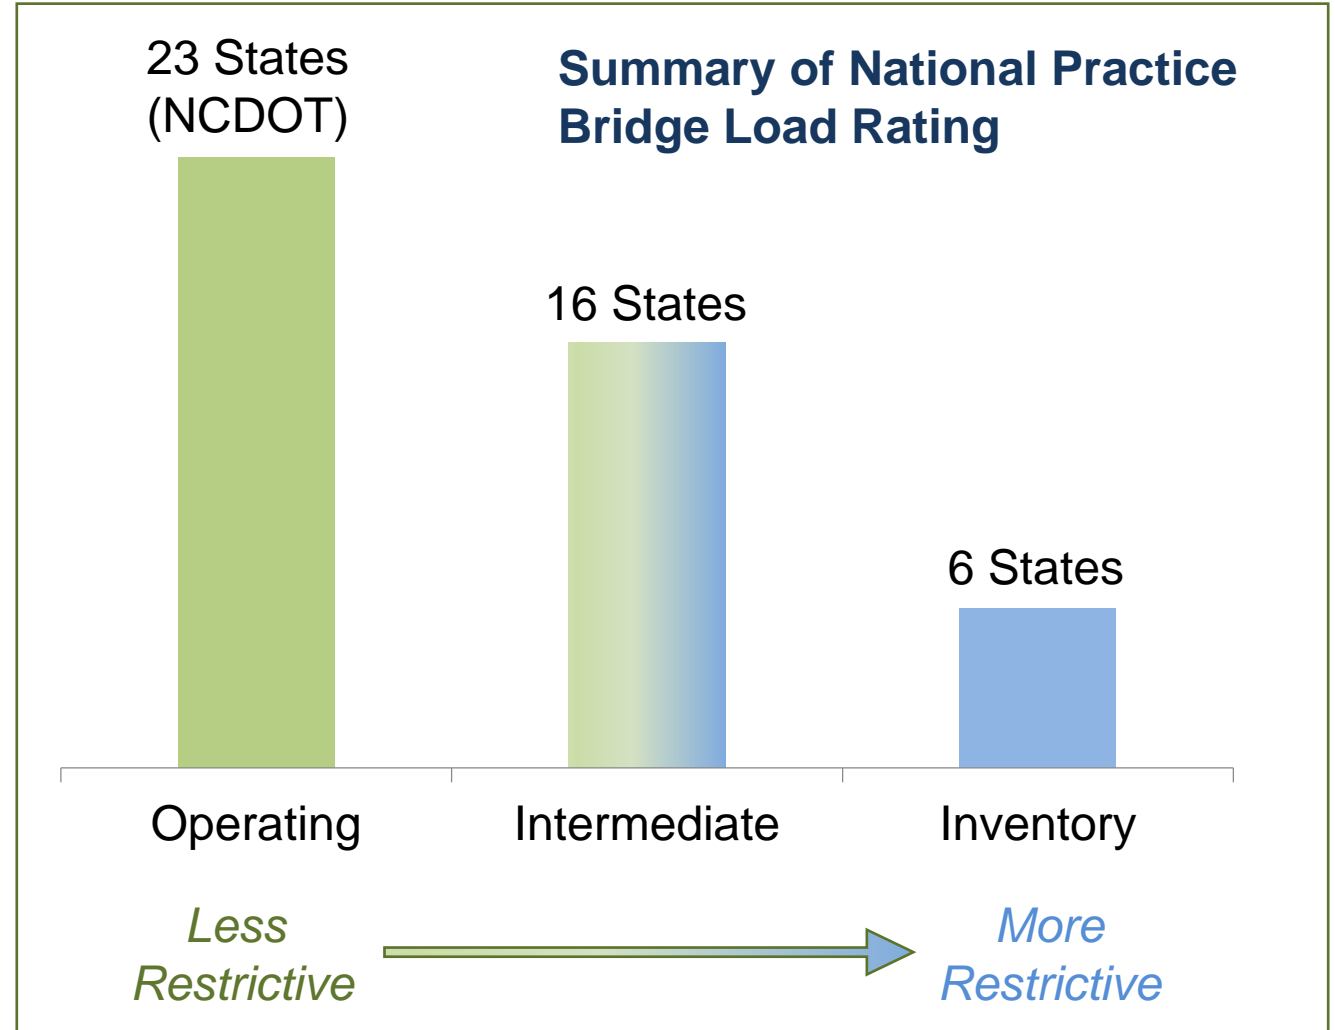 Summary of National Practice
Bridge Load Rating
23 States
(NCDOT)
16 States
6 States
Operating
Intermediate
Inventory
Less
Restrictive
More
Restrictive